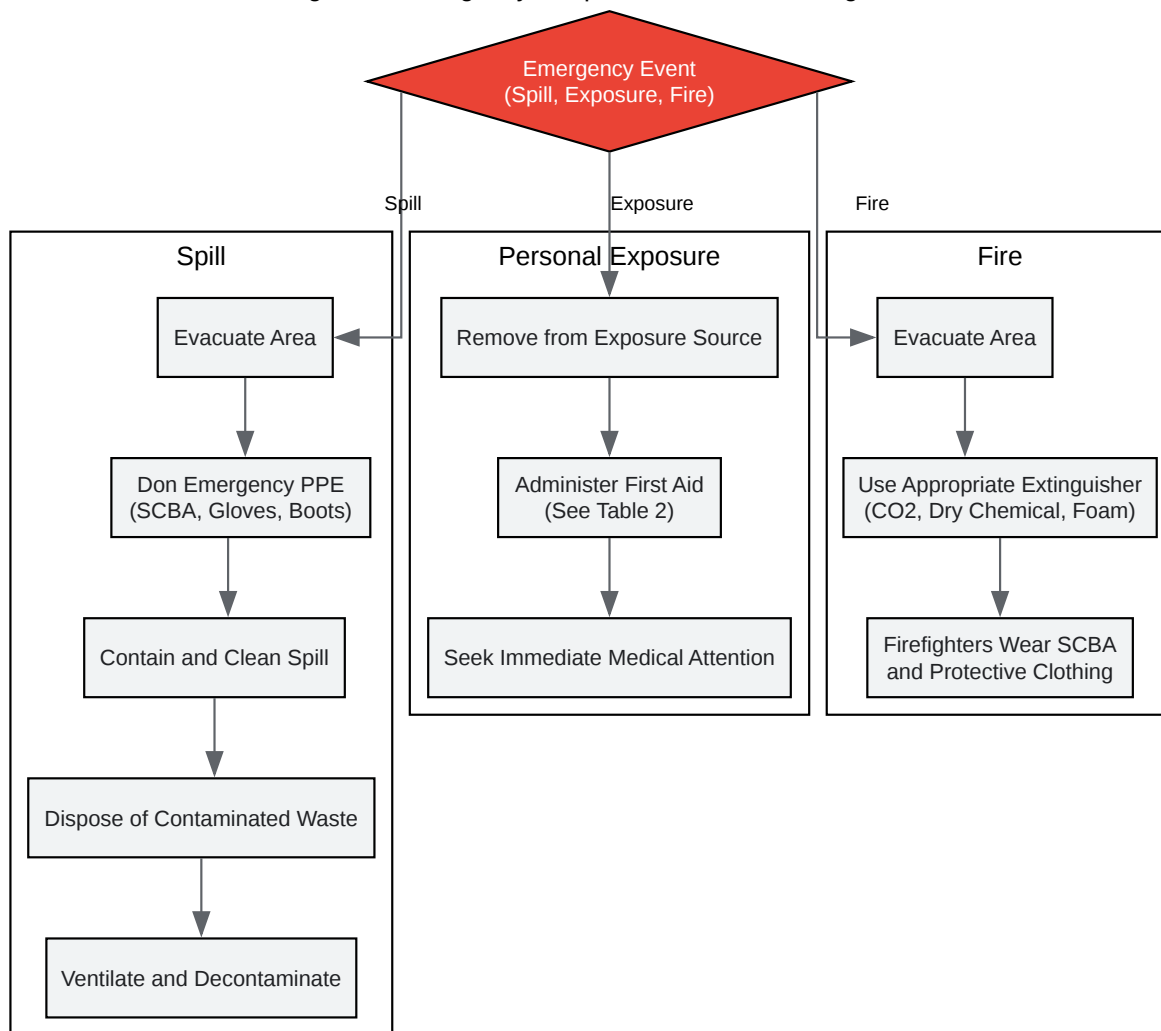 Emergency Event
(Spill, Exposure, Fire)
Spill
Exposure
Fire
Spill
Evacuate Area
Don Emergency PPE
(SCBA, Gloves, Boots)
Contain and Clean Spill
Dispose of Contaminated Waste
Ventilate and Decontaminate
Personal Exposure
Remove from Exposure Source
Administer First Aid
(See Table 2)
Seek Immediate Medical Attention
Fire
Evacuate Area
Use Appropriate Extinguisher
(CO2, Dry Chemical, Foam)
Firefighters Wear SCBA
and Protective Clothing